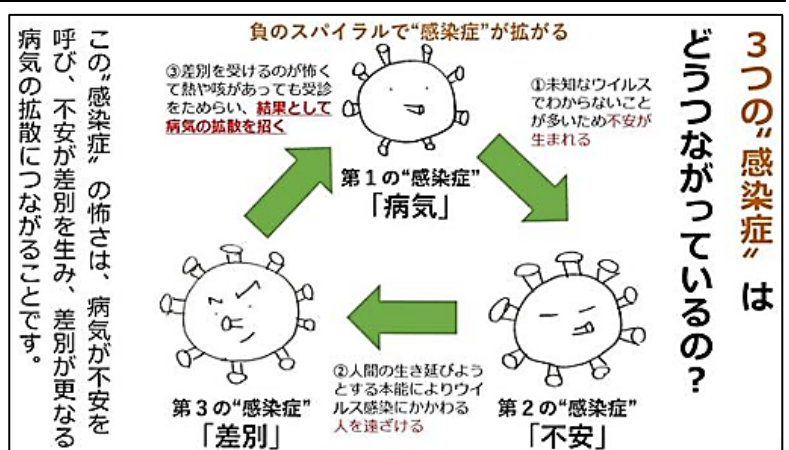 3つの“感染症”は
どうつながっているの？
負のスパイラルで“感染症”が拡がる
第１の“感染症”
「病気」
①未知なウイルス
でわからないこと
が多いため不安が
生まれる
第２の“感染症”
「不安」
②人間の生き延びよう
とする本能によりウイ
ルス感染にかかわる
人を遠ざける
第３の“感染症”
「差別」
③差別を受けるのが怖く
て熱や咳があっても受診
をためらい、結果として
病気の拡散を招く
この“感染症”の怖さは、病気が不安を
呼び、不安が差別を生み、差別が更なる
病気の拡散につながることです。